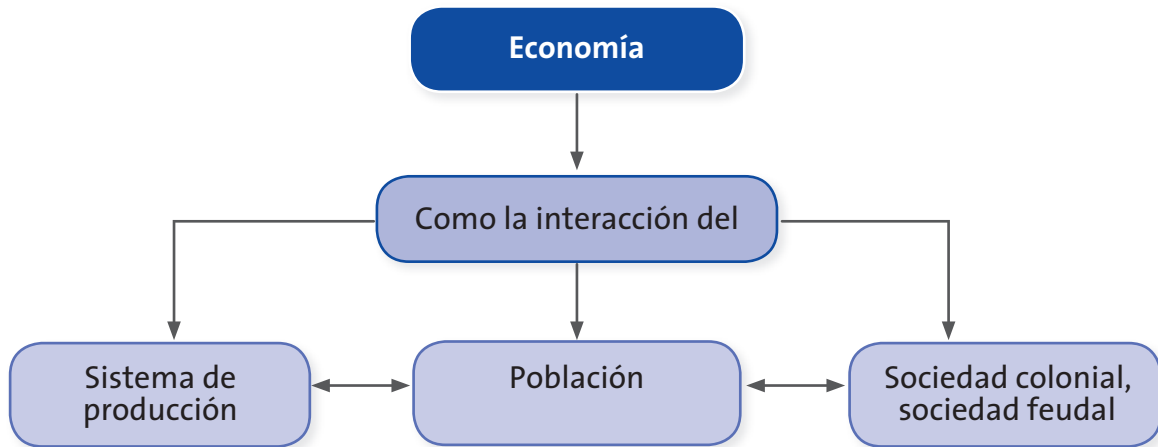 Economía
Como la interacción del
Sistema de
producción
Población
Sociedad colonial,
sociedad feudal